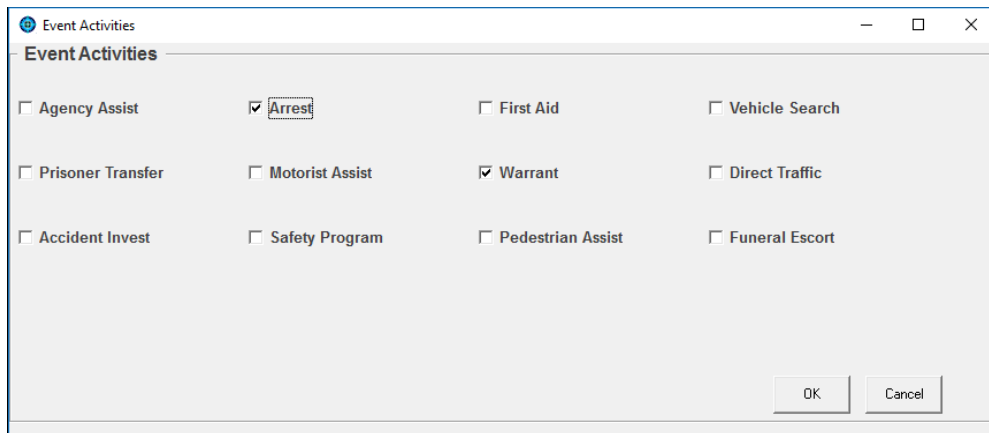 Event Activities
Event Activities
Agency Assist Arrest First Aid Vehicle Search
Prisoner Transfer Motorist Assist Warrant Direct Traffic
Accident Invest Safety Program Pedestrian Assist Funeral Escort
OK Cancel